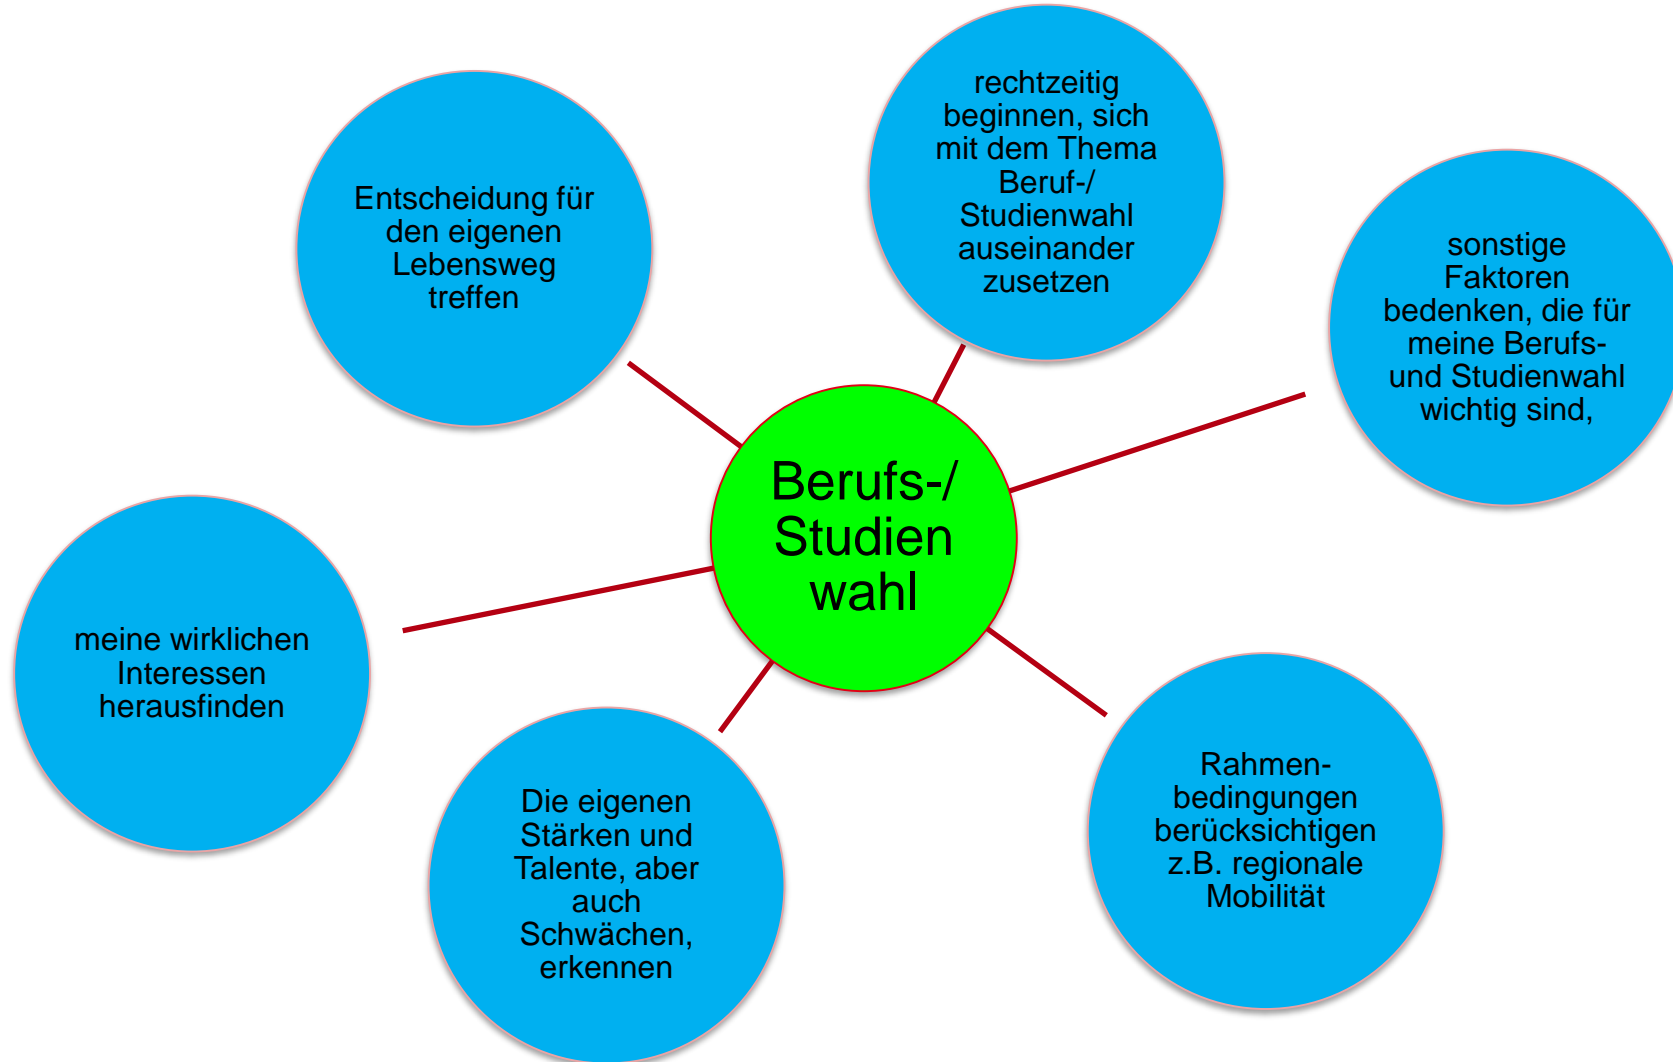 rechtzeitig
beginnen, sich
mit dem Thema
Beruf-/
Studienwahl
auseinander
zusetzen
Entscheidung für
den eigenen
Lebensweg
treffen
sonstige
Faktoren
bedenken, die für
meine Berufs-
und Studienwahl
wichtig sind,
Berufs-/
Studien
wahl
meine wirklichen
Interessen
herausfinden
Die eigenen
Stärken und
Talente, aber
auch
Schwächen,
erkennen
Rahmen-
bedingungen
berücksichtigen
z.B. regionale
Mobilität